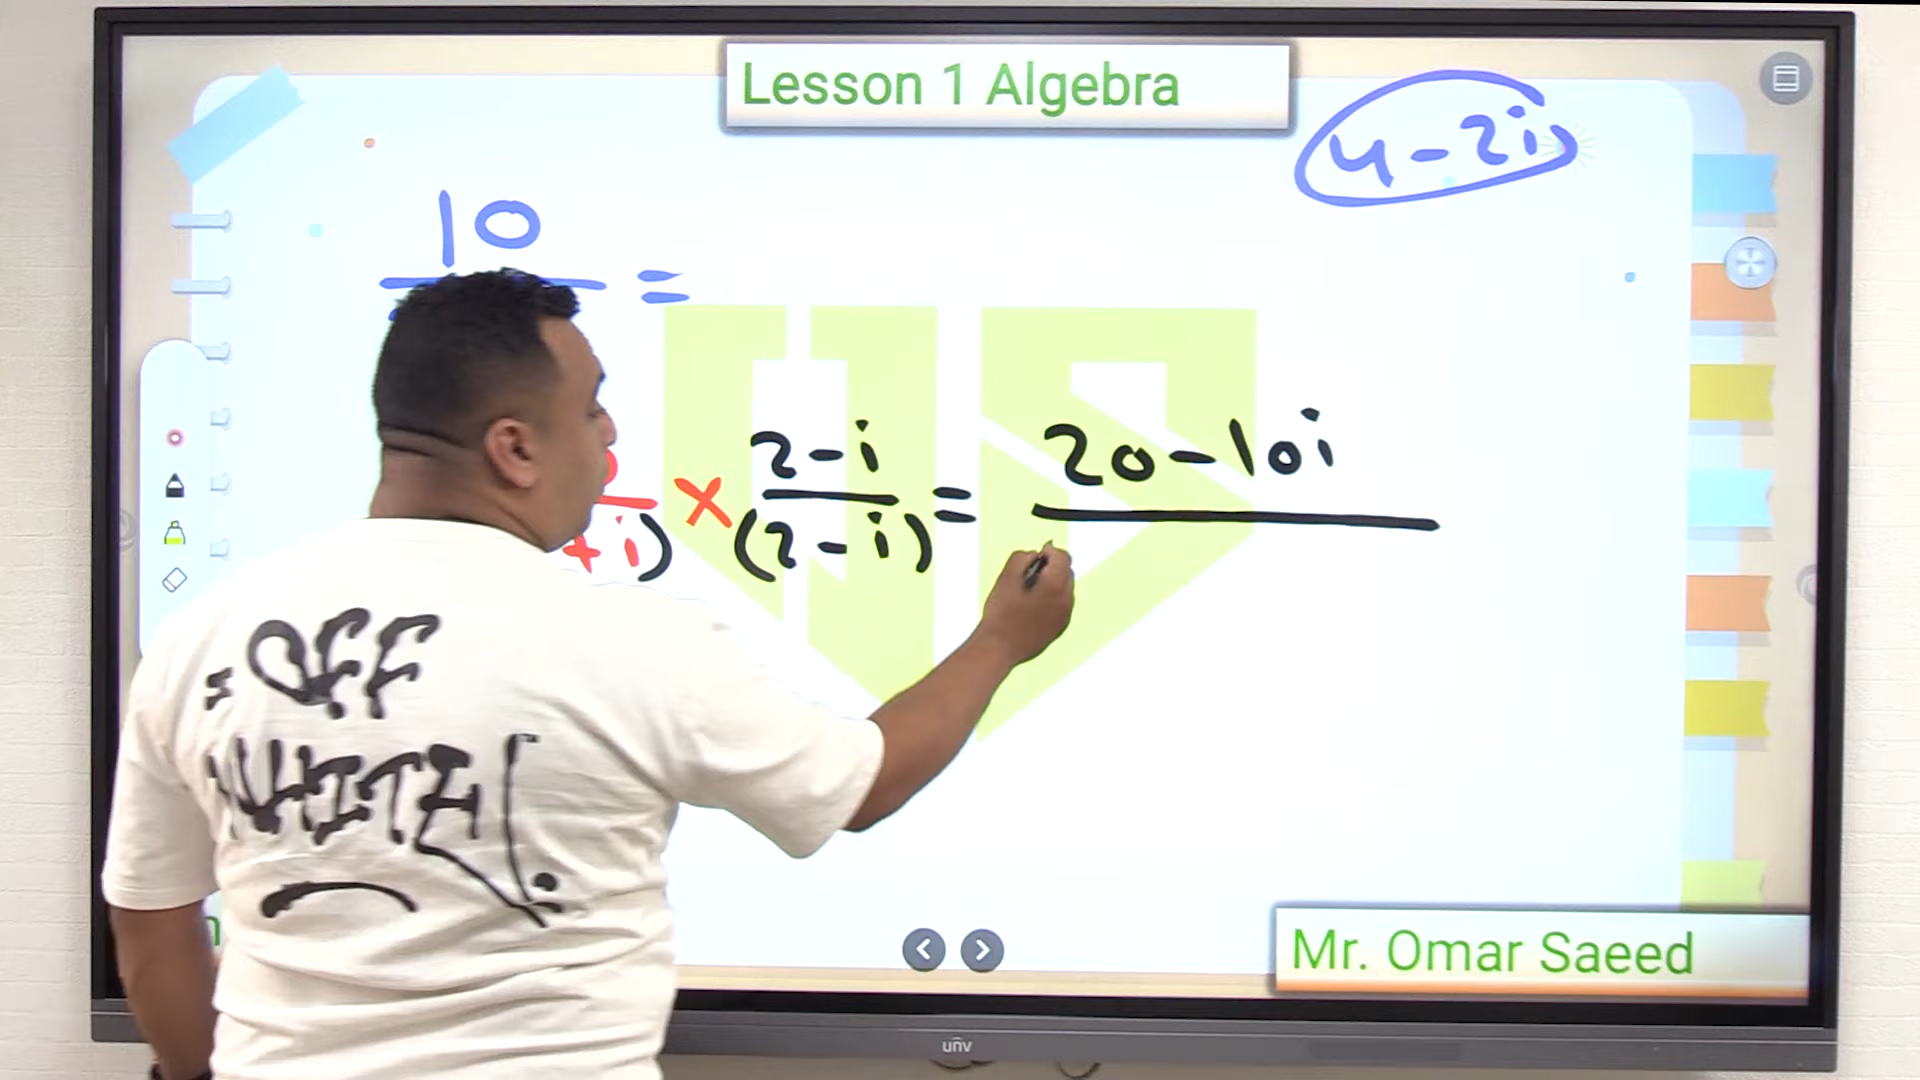 Lesson 1 Algebra
4 - 2i
10
=
2 - i
20 - 10i
+ i) × (2 - i) =
"OFF
WHITE
Mr. Omar Saeed
unv